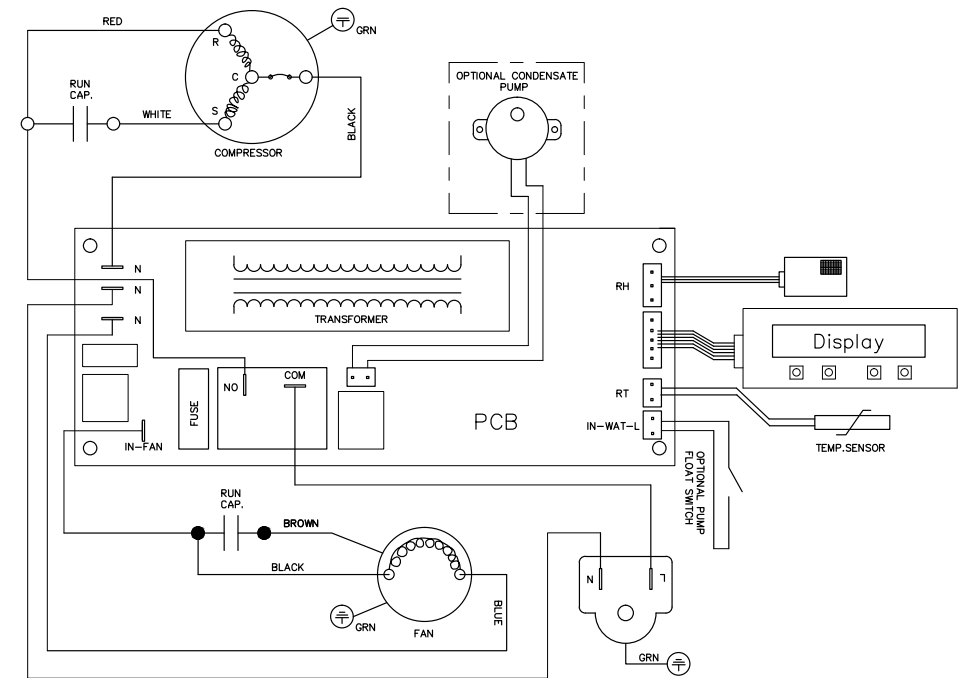 RED
GRN
R
C
S
RUN
CAP.
WHITE
BLACK
COMPRESSOR
OPTIONAL CONDENSATE
PUMP
N
N
N
TRANSFORMER
RH
Display
NO
COM
FUSE
IN-FAN
PCB
RT
IN-WAT-L
TEMP.SENSOR
OPTIONAL PUMP
FLOAT SWITCH
RUN
CAP.
BROWN
BLACK
BLUE
GRN
FAN
N
L
GRN